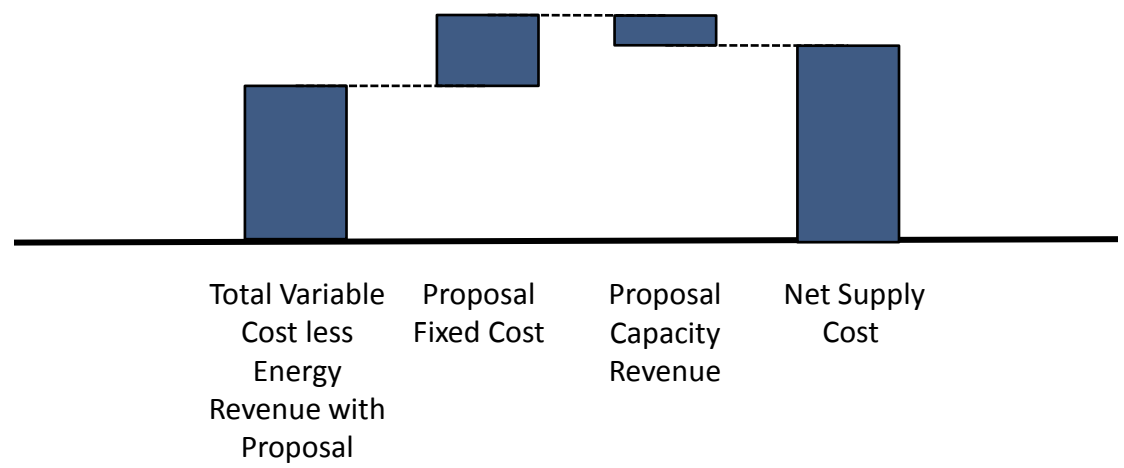 Total Variable
Cost less
Energy
Revenue with
Proposal
Proposal
Fixed Cost
Proposal
Capacity
Revenue
Net Supply
Cost